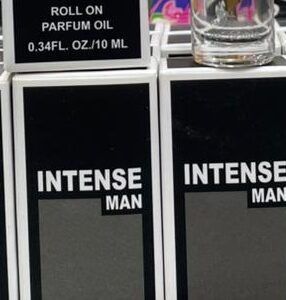 ROLL ON
PARFUM OIL
0.34FL. OZ./10 ML
INTENSE
MAN
INTENSE
MAN